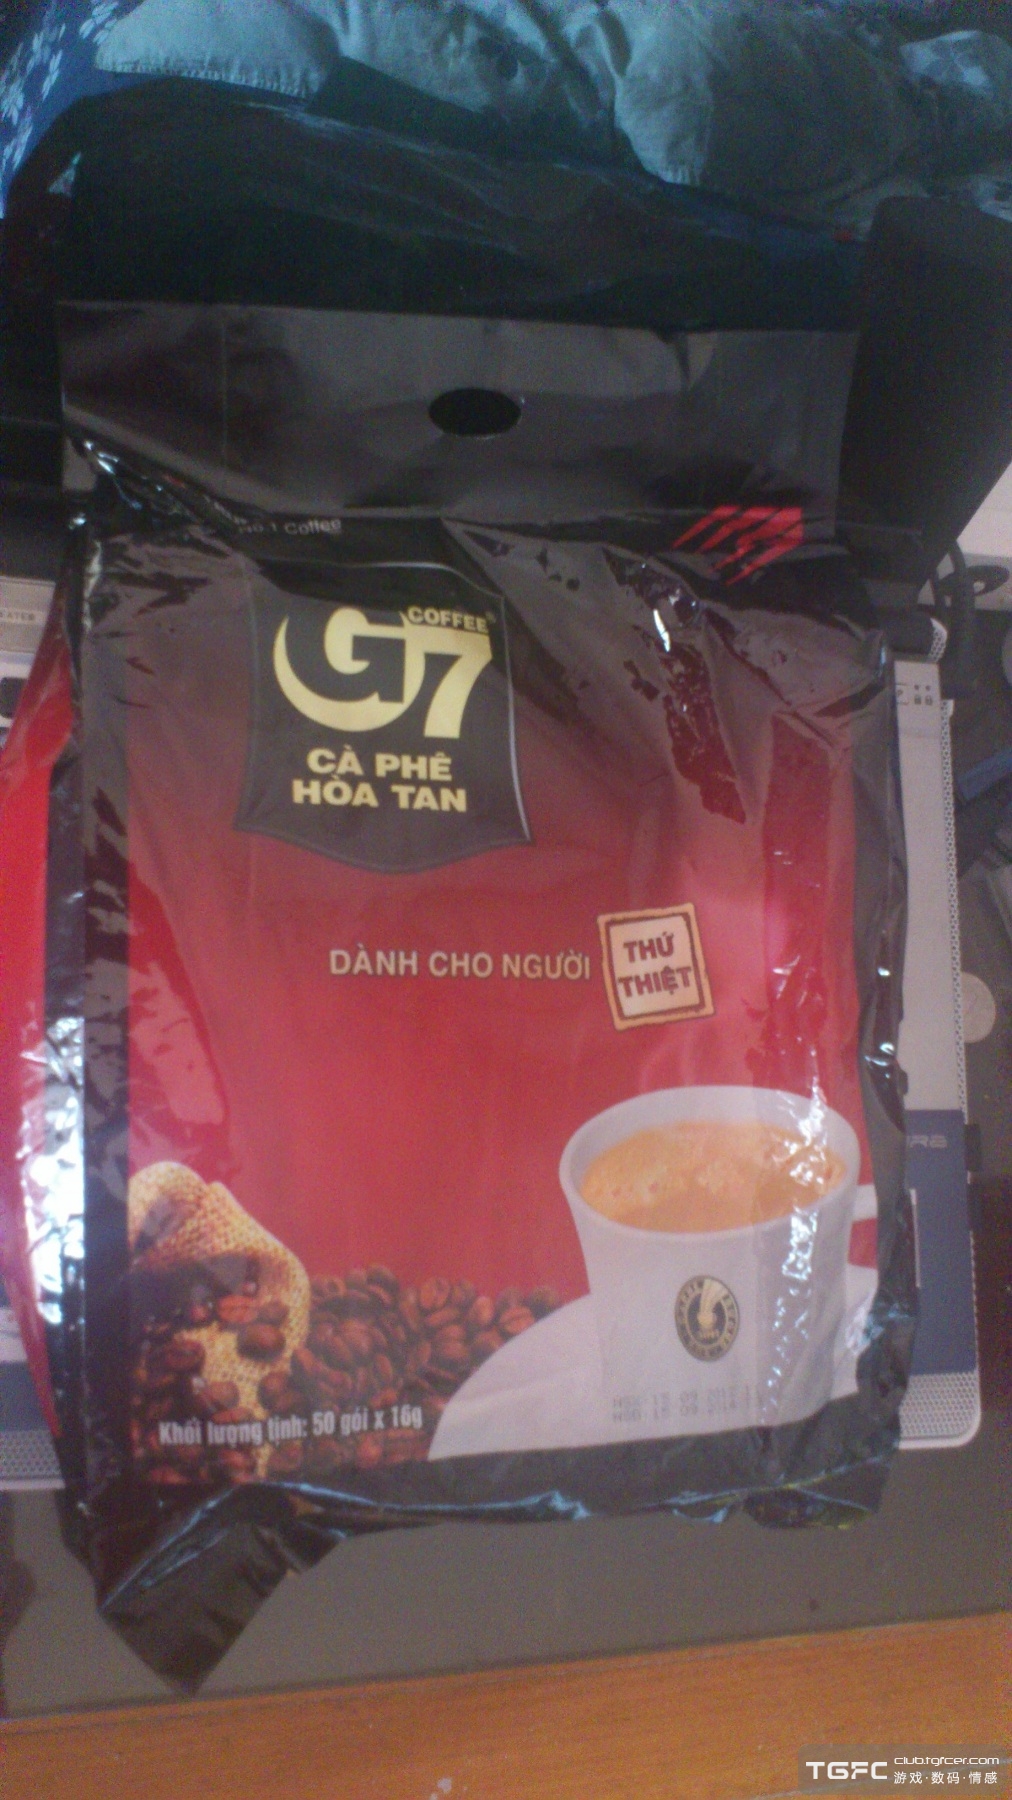 No.1 Coffee
G7
COFFEE®
CÀ PHÊ
HÒA TAN
DÀNH CHO NGƯỜI
THỨ
THIỆT
Khối lượng tịnh: 50 gói x 16g
TGFC club.tgfcer.com
游戏·数码·情感